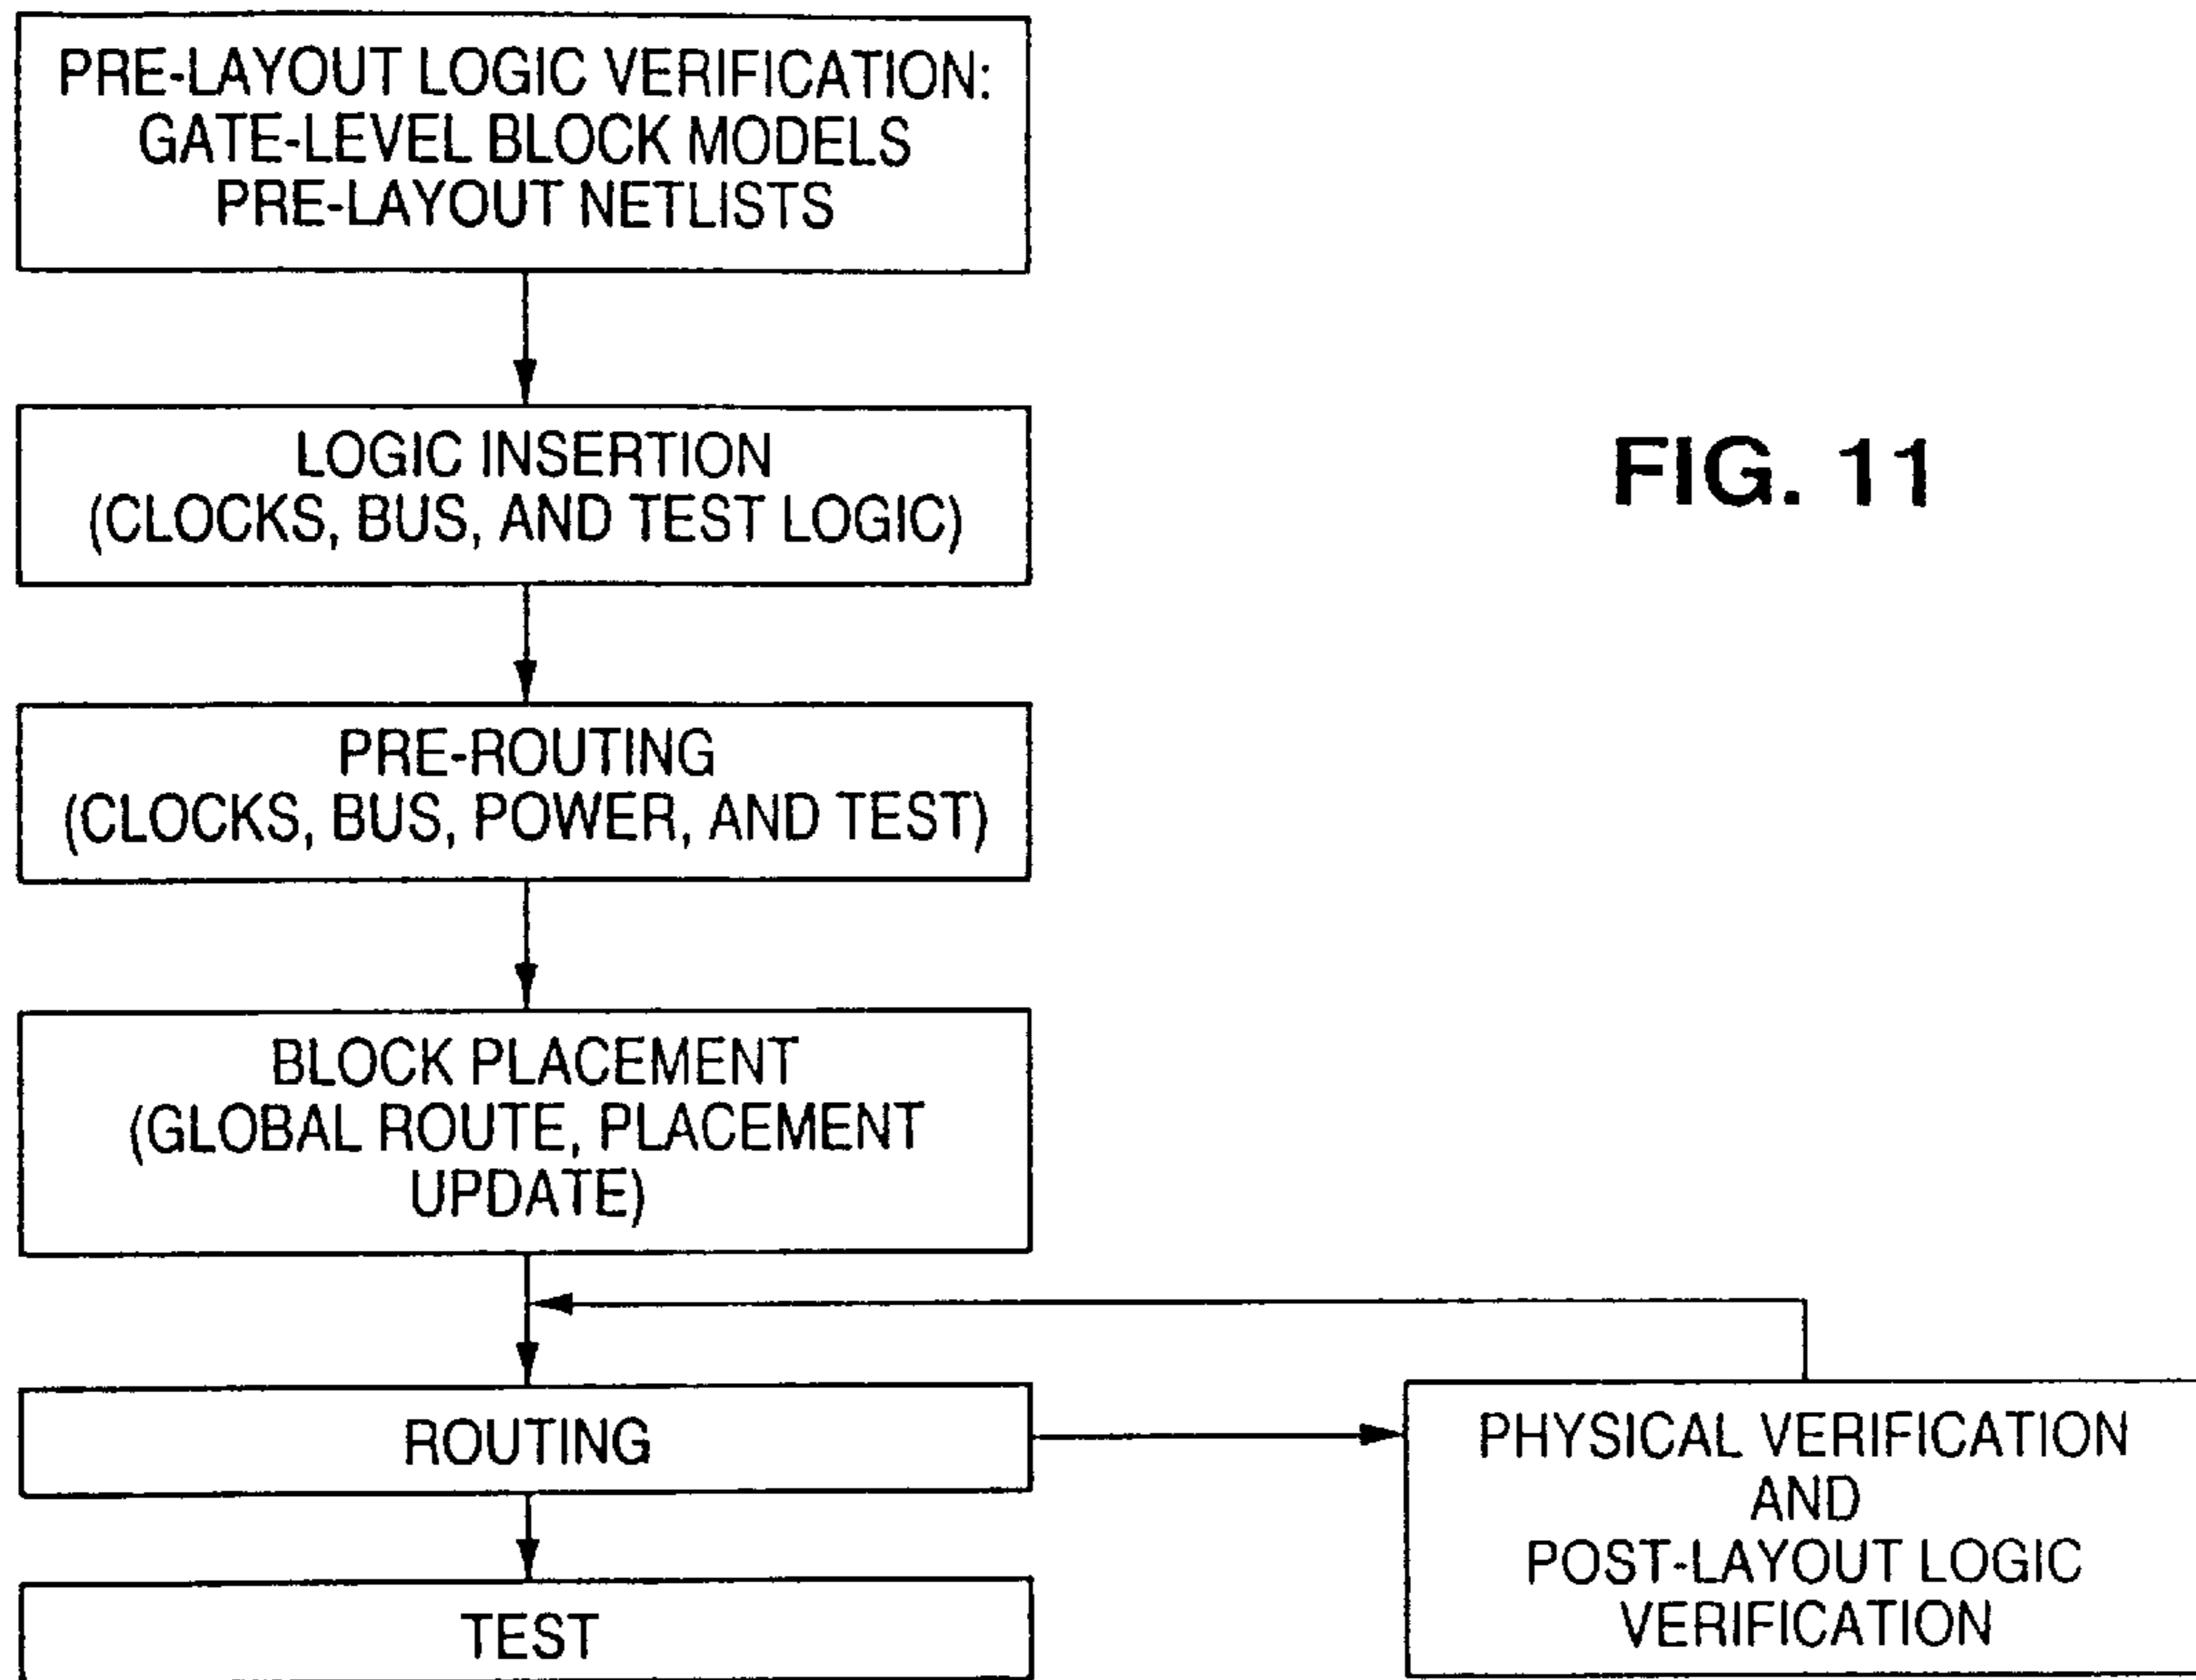 PRE-LAYOUT LOGIC VERIFICATION:
GATE-LEVEL BLOCK MODELS
PRE-LAYOUT NETLISTS
LOGIC INSERTION
(CLOCKS, BUS, AND TEST LOGIC)
FIG. 11
PRE-ROUTING
(CLOCKS, BUS, POWER, AND TEST)
BLOCK PLACEMENT
(GLOBAL ROUTE, PLACEMENT
UPDATE)
ROUTING
PHYSICAL VERIFICATION
AND
POST-LAYOUT LOGIC
VERIFICATION
TEST